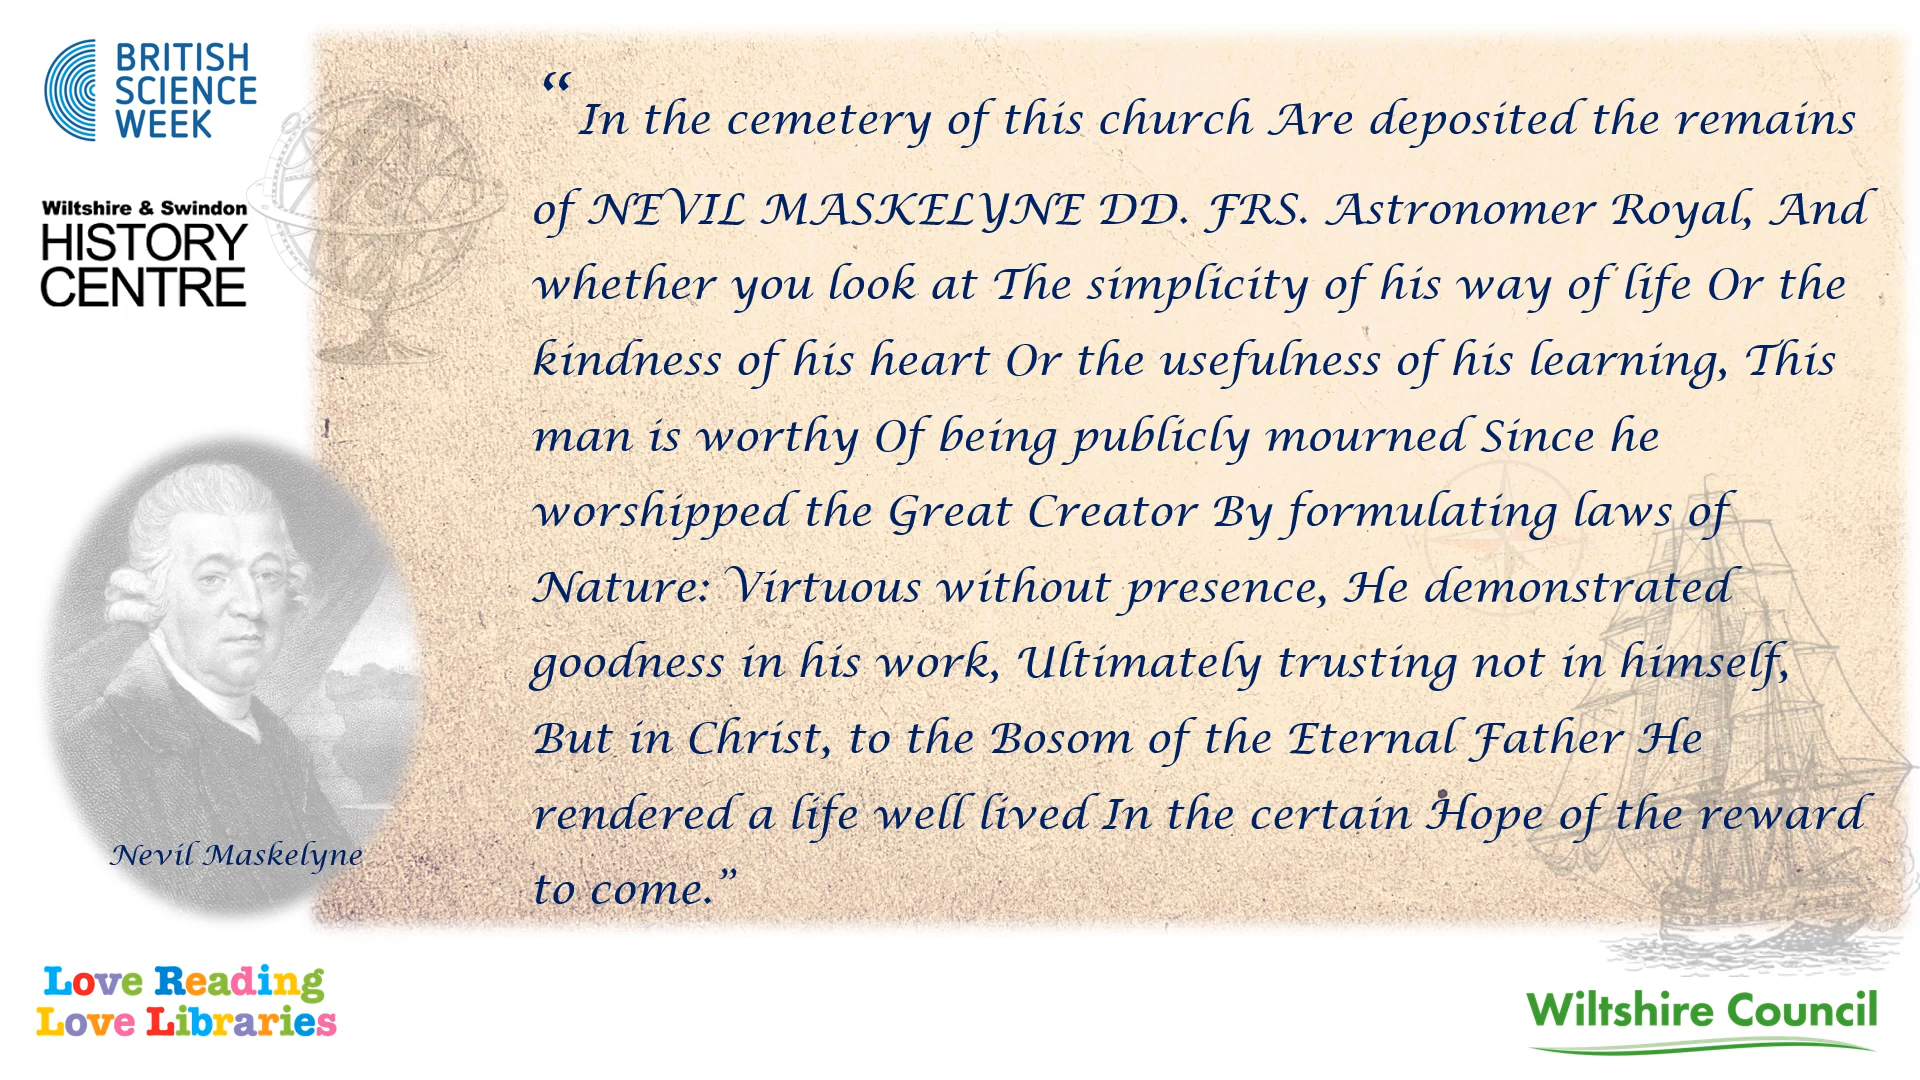 BRITISH
SCIENCE
WEEK
Wiltshire & Swindon
HISTORY
CENTRE
“In the cemetery of this church Are deposited the remains
of NEVIL MASKELYNE DD. FRS. Astronomer Royal, And
whether you look at The simplicity of his way of life Or the
kindness of his heart Or the usefulness of his learning, This
man is worthy Of being publicly mourned Since he
worshipped the Great Creator By formulating laws of
Nature: Virtuous without presence, He demonstrated
goodness in his work, Ultimately trusting not in himself,
But in Christ, to the Bosom of the Eternal Father He
rendered a life well lived In the certain Hope of the reward
to come.”
Nevil Maskelyne
Love Reading
Love Libraries
Wiltshire Council